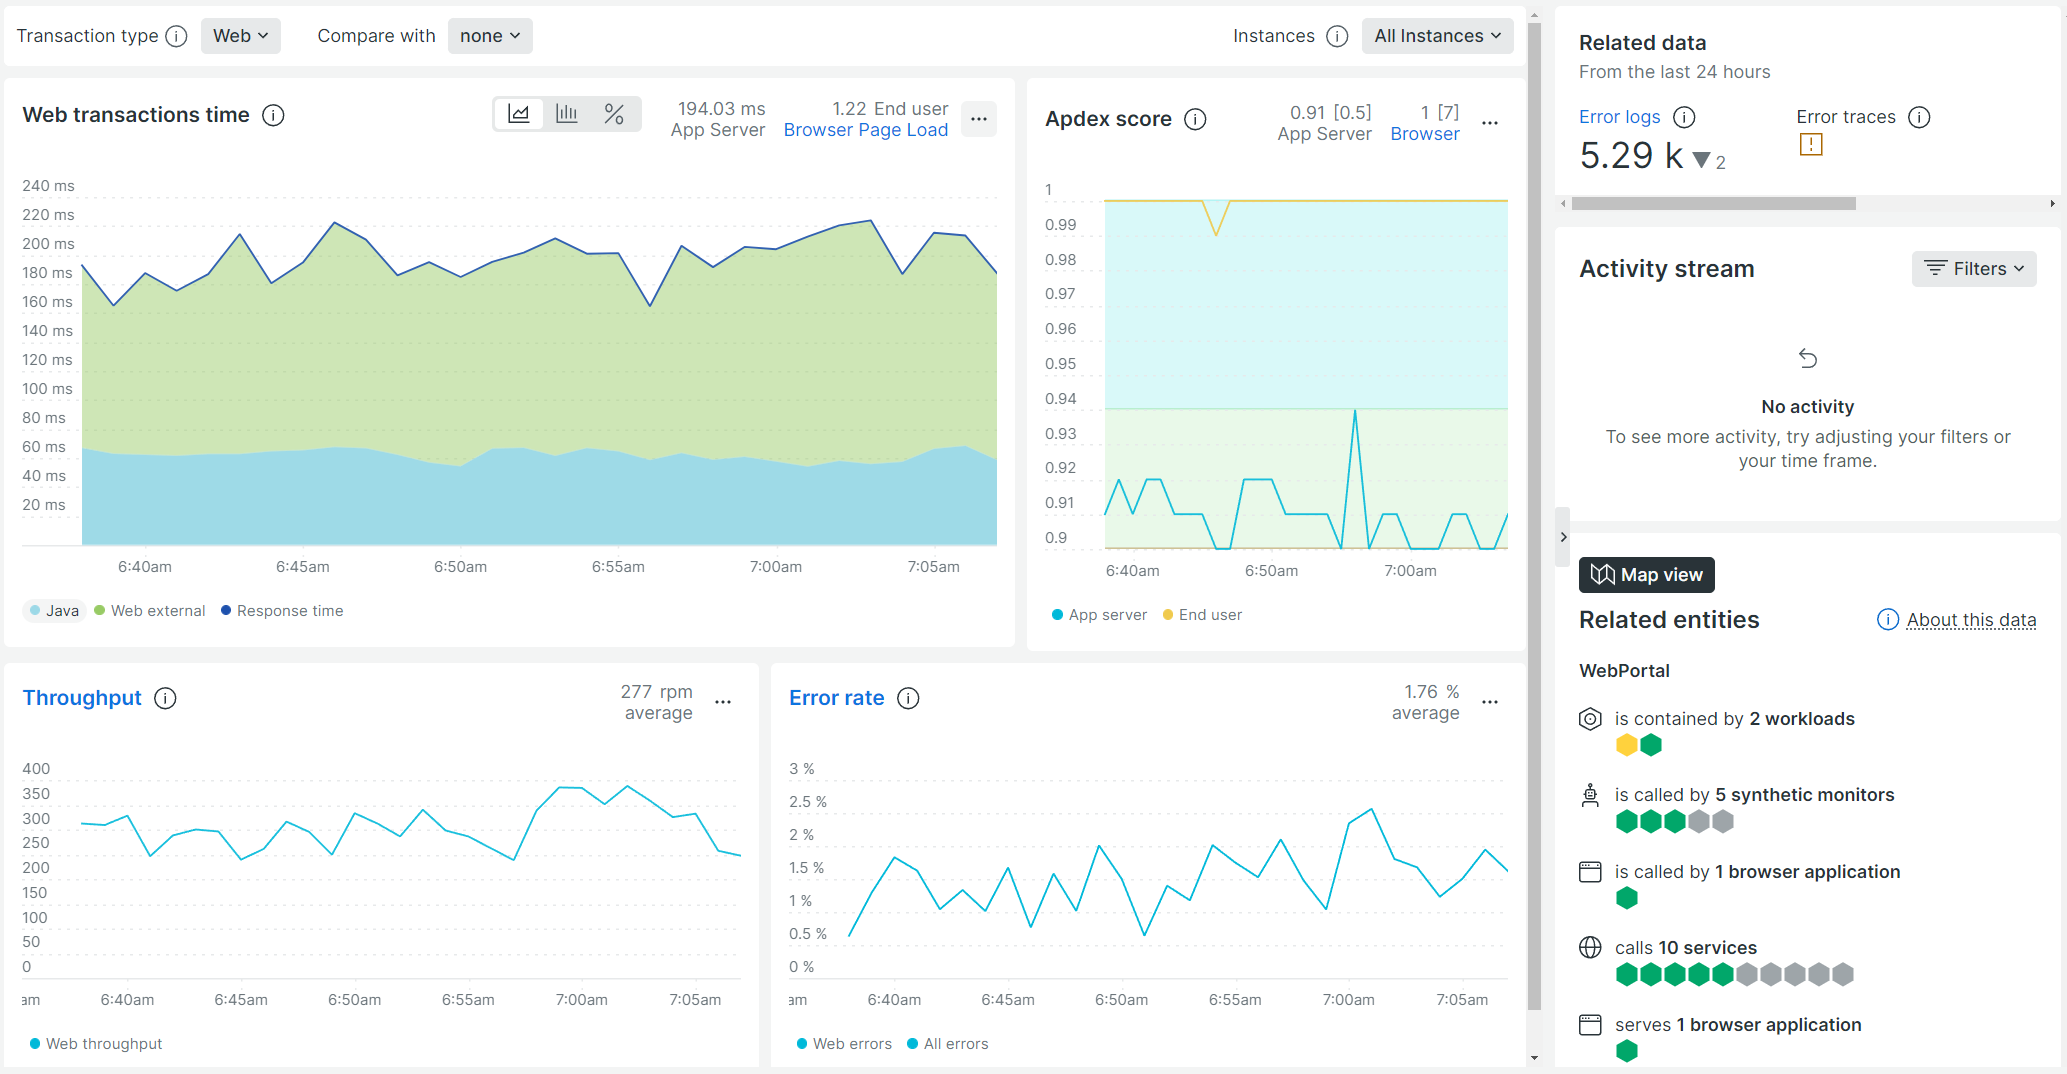 Transaction type
Web
Compare with
none
Instances
All Instances
Web transactions time
194.03 ms
App Server
1.22 End user
Browser Page Load
240 ms
220 ms
200 ms
180 ms
160 ms
140 ms
120 ms
100 ms
80 ms
60 ms
40 ms
20 ms
6:40am 6:45am 6:50am 6:55am 7:00am 7:05am
Java Web external Response time
Apdex score
0.91 [0.5]
App Server
1 [7]
Browser
1
0.99
0.98
0.97
0.96
0.95
0.94
0.93
0.92
0.91
0.9
6:40am 6:50am 7:00am
App server End user
Throughput
277 rpm
average
400
350
300
250
200
150
100
50
0
am 6:40am 6:45am 6:50am 6:55am 7:00am 7:05am
Web throughput
Error rate
1.76 %
average
3 %
2.5 %
2 %
1.5 %
1 %
0.5 %
0 %
am 6:40am 6:45am 6:50am 6:55am 7:00am 7:05am
Web errors All errors
Related data
From the last 24 hours
Error logs
5.29 k 2
Error traces
Activity stream
Filters
No activity
To see more activity, try adjusting your filters or
your time frame.
Map view
Related entities
About this data
WebPortal
is contained by 2 workloads
is called by 5 synthetic monitors
is called by 1 browser application
calls 10 services
serves 1 browser application